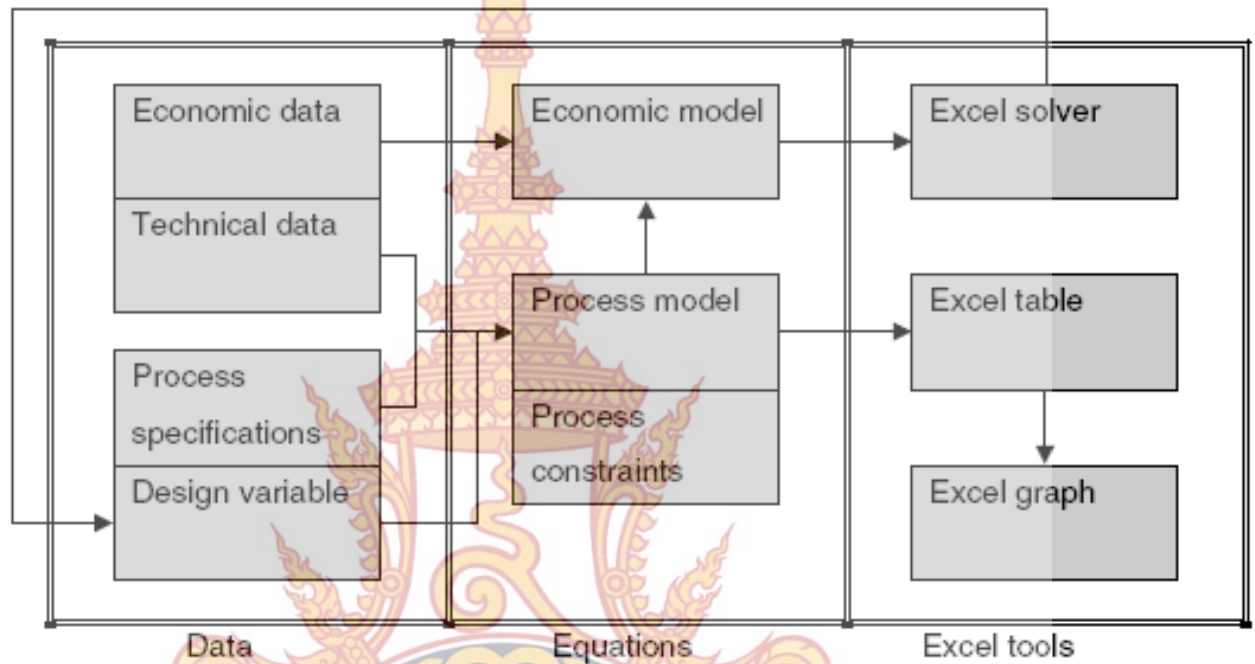 Economic data
Technical data
Process
specifications
Design variable
Data
Economic model
Process model
Process
constraints
Equations
Excel solver
Excel table
Excel graph
Excel tools